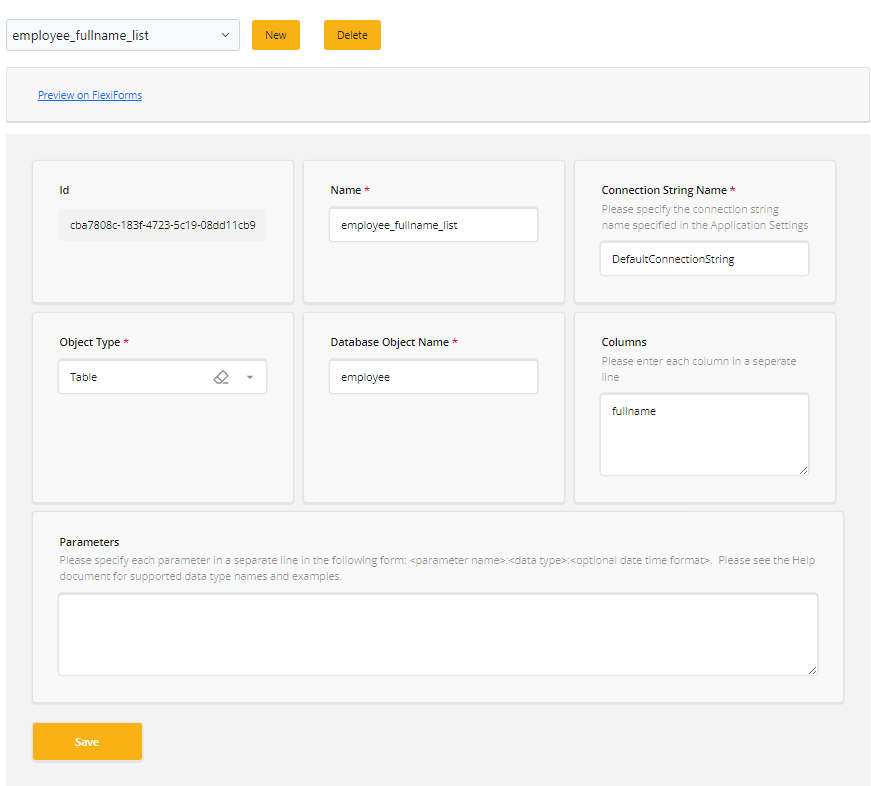 employee_fullname_list
New
Delete
Preview on FlexiForms
Id
cba7808c-183f-4723-5c19-08dd11cb9
Name *
employee_fullname_list
Connection String Name *
Please specify the connection string
name specified in the Application Settings
DefaultConnectionString
Object Type *
Table
Database Object Name *
employee
Columns
Please enter each column in a seperate
line
fullname
Parameters
Please specify each parameter in a separate line in the following form: <parameter name>:<data type>:<optional date time format>.  Please see the Help
document for supported data type names and examples.
Save